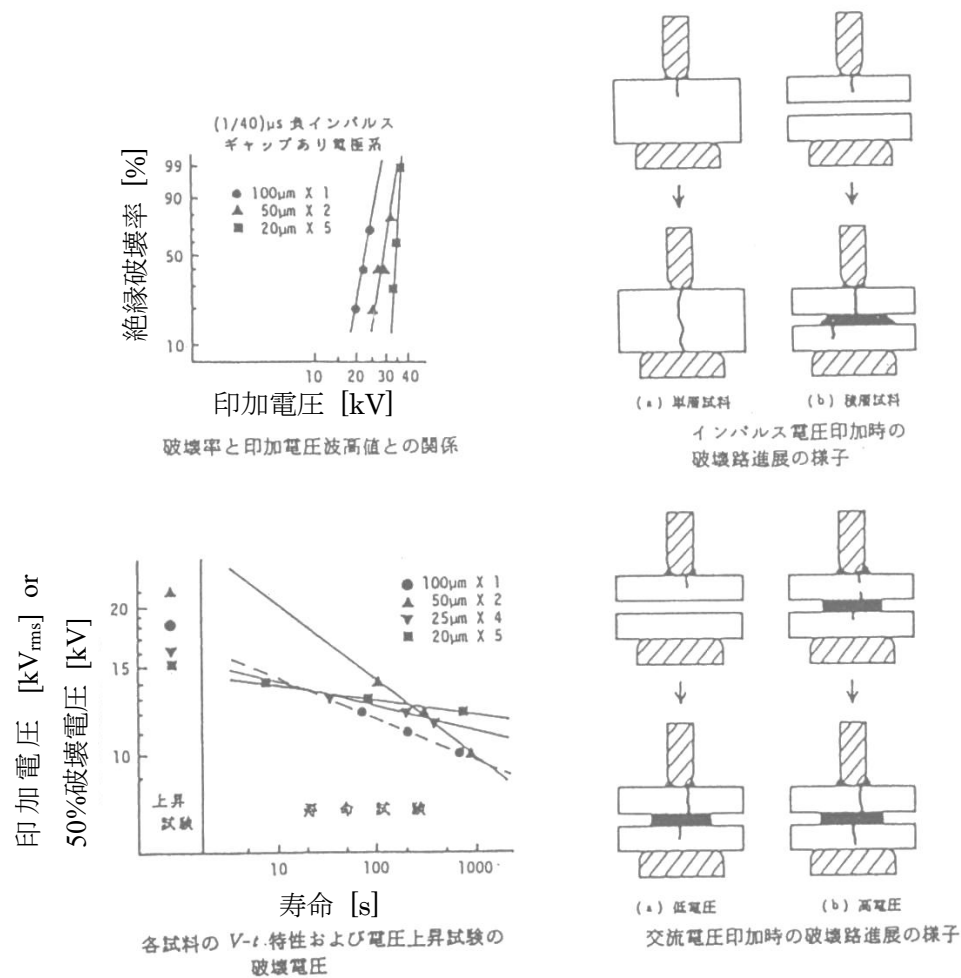 (1/40)μs 負インパルス
ギャップあり電極系
絶縁破壊率 [%]
99
90
50
10
● 100μm X 1
▲ 50μm X 2
■ 20μm X 5
10 20 30 40
印加電圧 [kV]
破壊率と印加電圧波高値との関係
(a) 単層試料
(b) 積層試料
インパルス電圧印加時の
破壊路進展の様子
印加電圧 [kVrms] or
50%破壊電圧 [kV]
20
15
10
100μm X 1 ●
50μm X 2 ▲
25μm X 4 ▼
20μm X 5 ■
上昇
試験
寿命試験
10 100 1000
寿命 [s]
各試料の V-t 特性および電圧上昇試験の
破壊電圧
(a) 低電圧
(b) 高電圧
交流電圧印加時の破壊路進展の様子